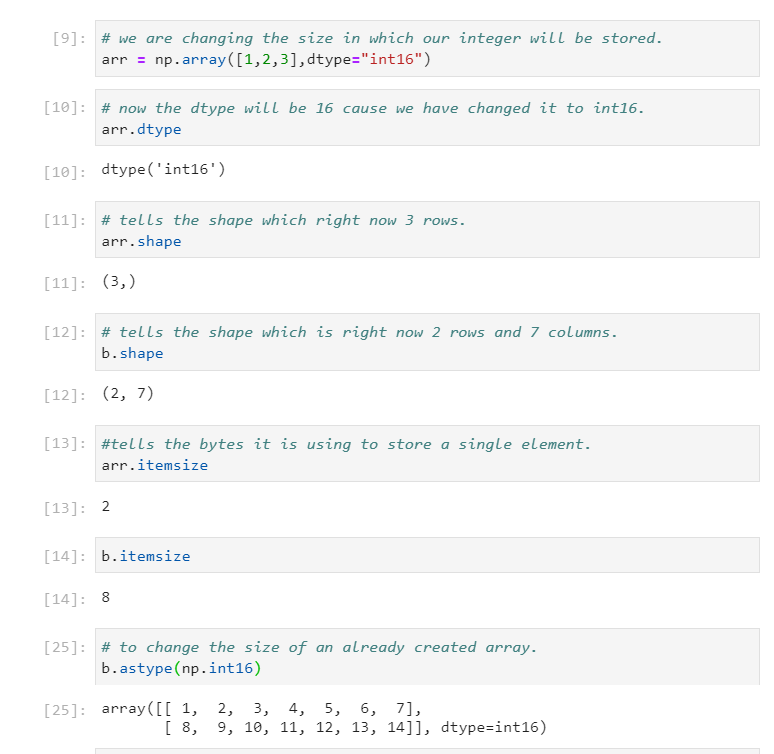 [9]: # we are changing the size in which our integer will be stored.
arr = np.array([1,2,3],dtype="int16")
[10]: # now the dtype will be 16 cause we have changed it to int16.
arr.dtype
[10]: dtype('int16')
[11]: # tells the shape which right now 3 rows.
arr.shape
[11]: (3,)
[12]: # tells the shape which is right now 2 rows and 7 columns.
b.shape
[12]: (2, 7)
[13]: #tells the bytes it is using to store a single element.
arr.itemsize
[13]: 2
[14]: b.itemsize
[14]: 8
[25]: # to change the size of an already created array.
b.astype(np.int16)
[25]: array([[ 1,  2,  3,  4,  5,  6,  7],
       [ 8,  9, 10, 11, 12, 13, 14]], dtype=int16)